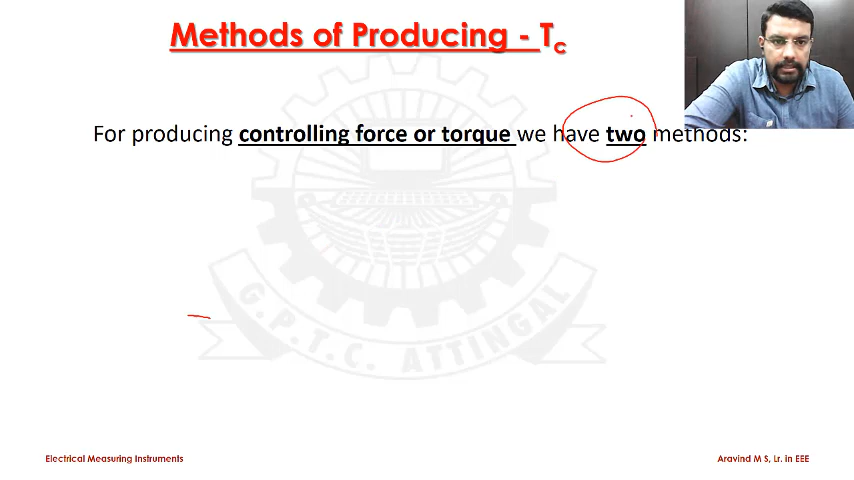 Methods of Producing - Tc
For producing controlling force or torque we have two methods:
G.P.T.C. ATTINGAL
Electrical Measuring Instruments
Aravind M S, Lr. in EEE